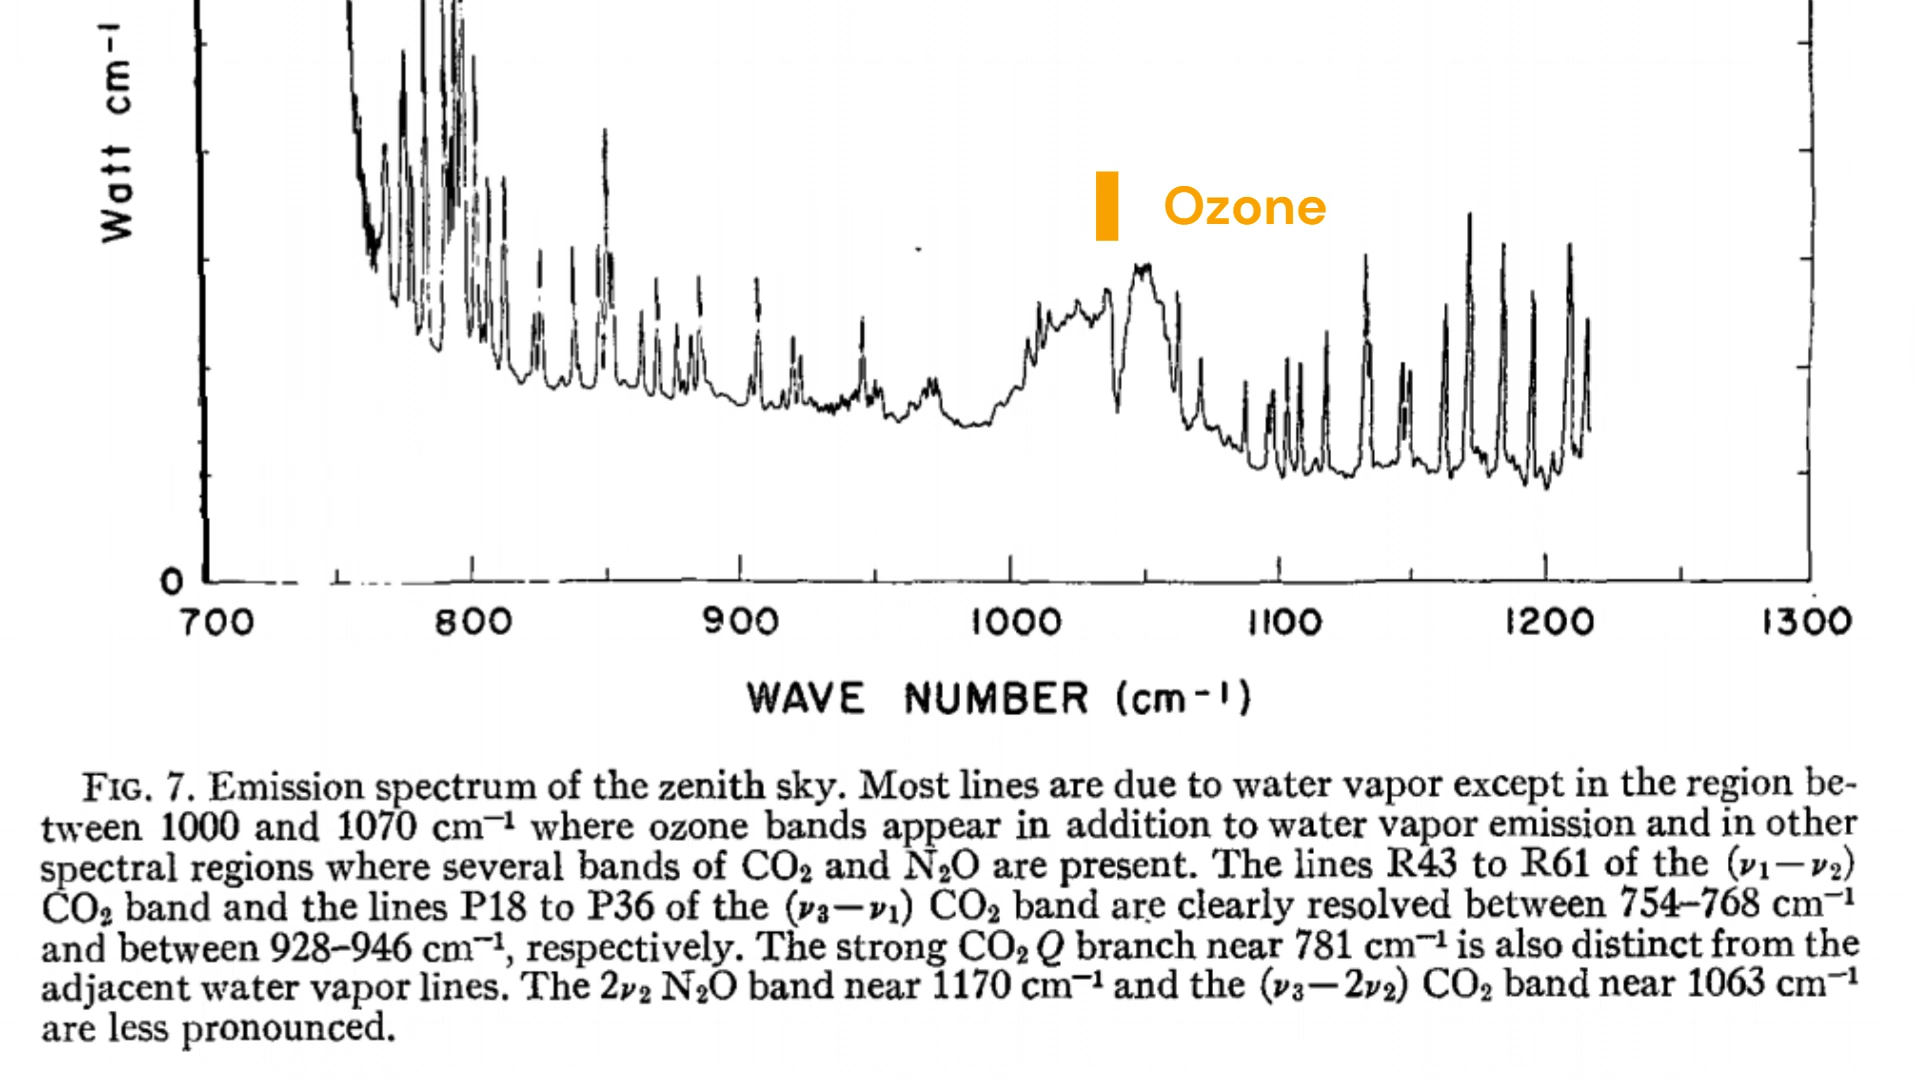 Watt cm⁻¹
Ozone
0
700 800 900 1000 1100 1200 1300
WAVE NUMBER (cm⁻¹)
FIG. 7. Emission spectrum of the zenith sky. Most lines are due to water vapor except in the region be-
tween 1000 and 1070 cm⁻¹ where ozone bands appear in addition to water vapor emission and in other
spectral regions where several bands of CO₂ and N₂O are present. The lines R43 to R61 of the (ν₁−ν₂)
CO₂ band and the lines P18 to P36 of the (ν₃−ν₁) CO₂ band are clearly resolved between 754–768 cm⁻¹
and between 928–946 cm⁻¹, respectively. The strong CO₂ Q branch near 781 cm⁻¹ is also distinct from the
adjacent water vapor lines. The 2ν₂ N₂O band near 1170 cm⁻¹ and the (ν₃−2ν₂) CO₂ band near 1063 cm⁻¹
are less pronounced.